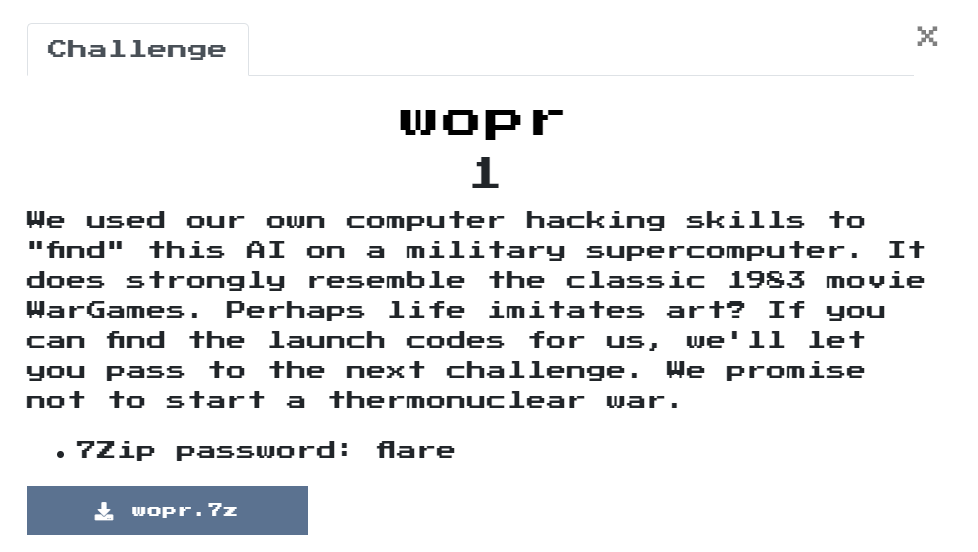 Challenge
x
wopr
1
We used our own computer hacking skills to
"find" this AI on a military supercomputer. It
does strongly resemble the classic 1983 movie
WarGames. Perhaps life imitates art? If you
can find the launch codes for us, we'll let
you pass to the next challenge. We promise
not to start a thermonuclear war.
• 7Zip password: flare
wopr.7z